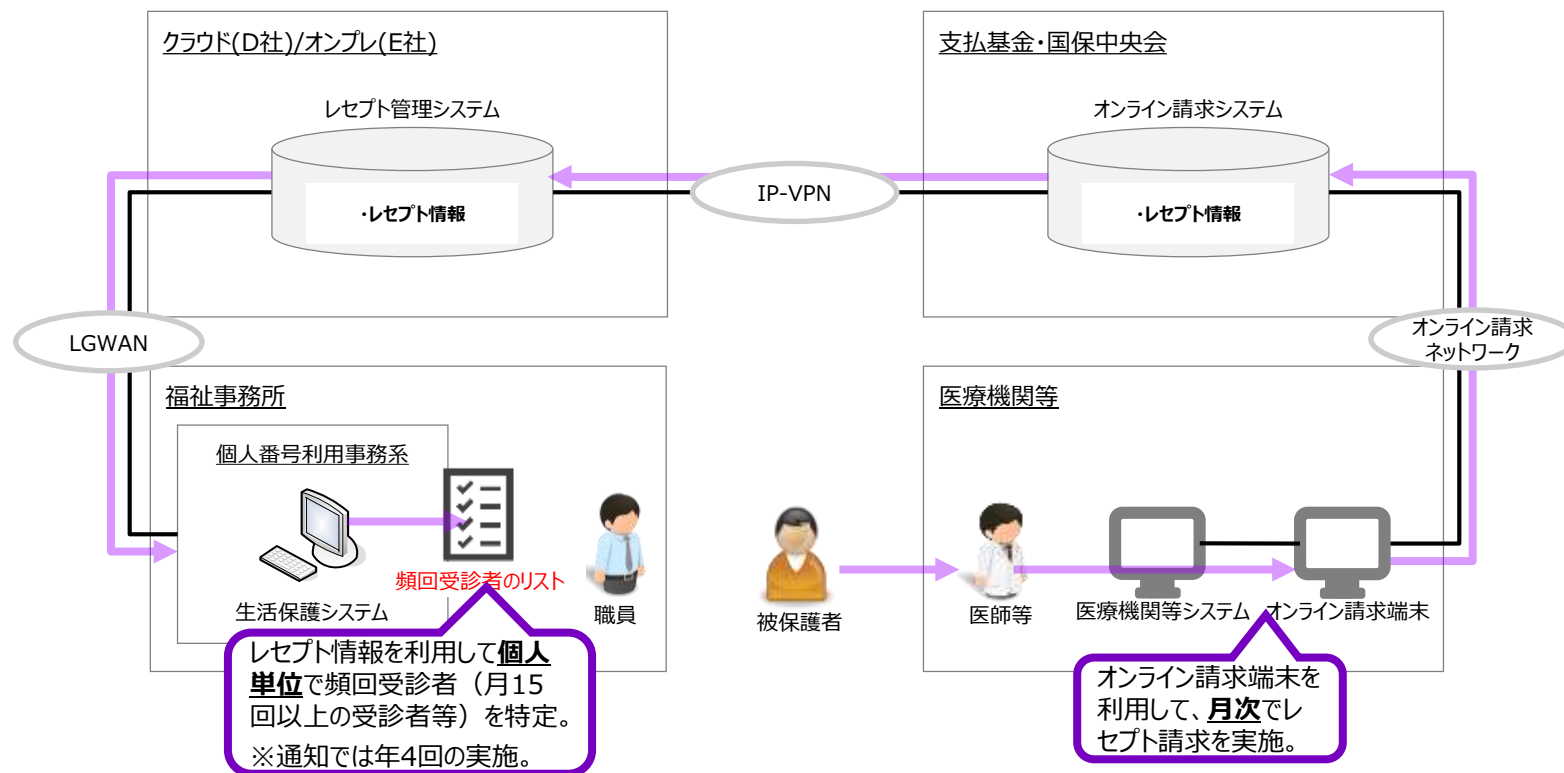 クラウド(D社)/オンプレ(E社)
レセプト管理システム
・レセプト情報
支払基金・国保中央会
オンライン請求システム
・レセプト情報
IP-VPN
LGWAN
オンライン請求
ネットワーク
福祉事務所
個人番号利用事務系
頻回受診者のリスト
生活保護システム
職員
レセプト情報を利用して個人
単位で頻回受診者（月15
回以上の受診者等）を特定。
※通知では年4回の実施。
被保護者
医療機関等
医師等
医療機関等システム
オンライン請求端末
オンライン請求端末を
利用して、月次でレ
セプト請求を実施。